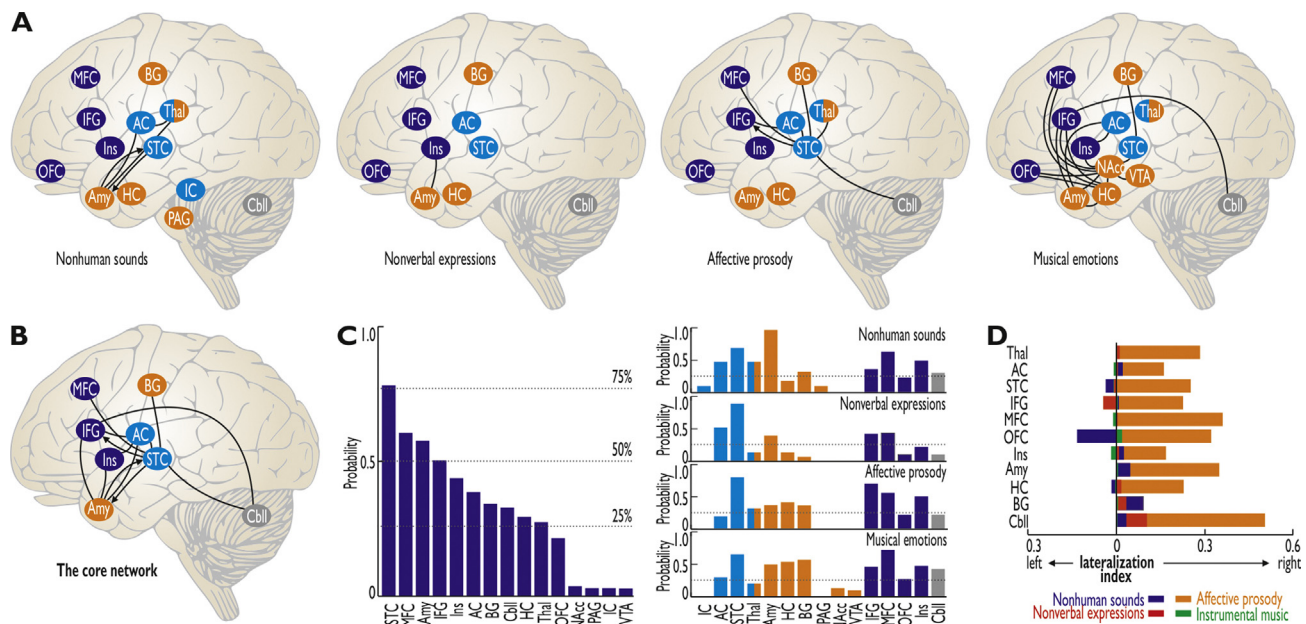 A
MFC
BG
IFG
AC
Thal
Ins
STC
OFC
Amy
HC
IC
PAG
Cbll
Nonhuman sounds
MFC
BG
IFG
AC
Ins
STC
OFC
Amy
HC
Cbll
Nonverbal expressions
MFC
BG
IFG
AC
Thal
Ins
STC
OFC
Amy
HC
Cbll
Affective prosody
MFC
BG
IFG
AC
Thal
Ins
STC
OFC
NAcc
VTA
Amy
HC
Cbll
Musical emotions
B
MFC
BG
IFG
AC
Ins
STC
Amy
Cbll
The core network
C
1.0
75%
50%
0.5
25%
0
Probability
STC
MFC
Amy
IFG
Ins
AC
BG
Cbll
HC
Thal
OFC
NAcc
PAG
IC
VTA
Nonhuman sounds
Probability
1.0
0.5
0
Nonverbal expressions
Probability
1.0
0.5
0
Affective prosody
Probability
1.0
0.5
0
Musical emotions
Probability
1.0
0.5
0
IC
AC
STC
Thal
Amy
HC
BG
PAG
NAcc
VTA
IFG
MFC
OFC
Ins
Cbll
D
Thal
AC
STC
IFG
MFC
OFC
Ins
Amy
HC
BG
Cbll
0.3 0 0.3 0.6
left lateralization right
index
Nonhuman sounds Affective prosody
Nonverbal expressions Instrumental music